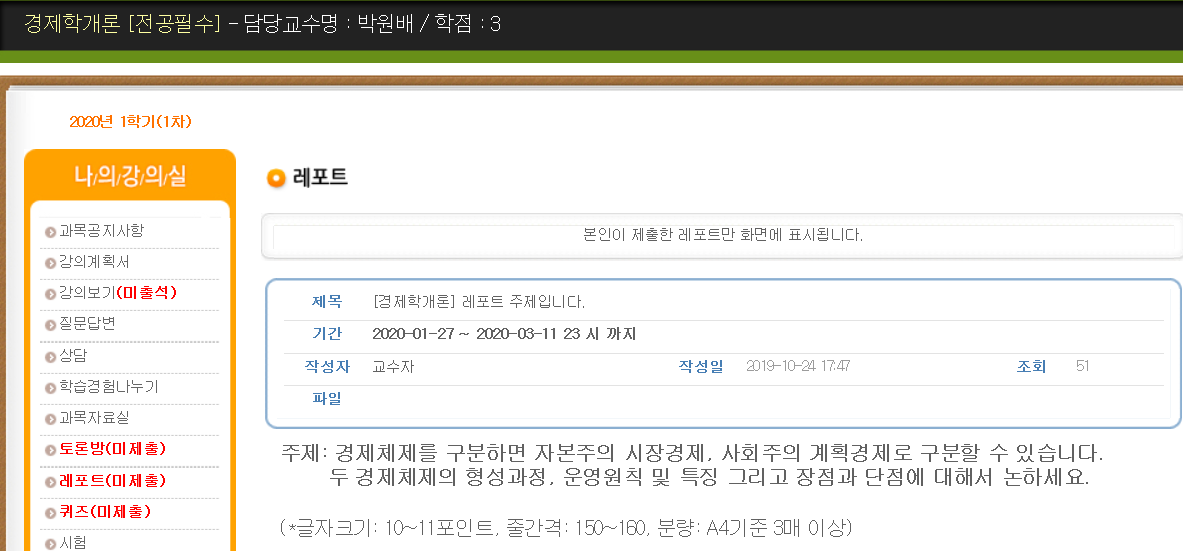 경제학개론 [전공필수] - 담당교수명 : 박원배 / 학점 : 3
2020년 1학기(1차)
나/의/강/의/실
과목공지사항
강의계획서
강의보기(미출석)
질문답변
상담
학습경험나누기
과목자료실
토론방(미제출)
레포트(미제출)
퀴즈(미제출)
시험
레포트
본인이 제출한 레포트만 화면에 표시됩니다.
제목 [경제학개론] 레포트 주제입니다.
기간 2020-01-27 ~ 2020-03-11 23 시 까지
작성자 교수자 작성일 2019-10-24 17:47 조회 51
파일
주제: 경제체제를 구분하면 자본주의 시장경제, 사회주의 계획경제로 구분할 수 있습니다.
두 경제체제의 형성과정, 운영원칙 및 특징 그리고 장점과 단점에 대해서 논하세요.
(*글자크기: 10~11포인트, 줄간격: 150~160, 분량: A4기준 3매 이상)